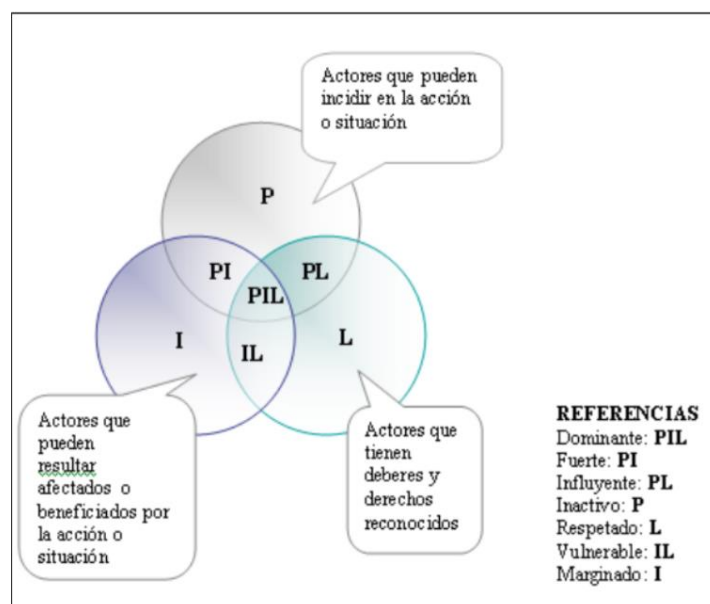 Actores que pueden
incidir en la acción
o situación
P
PI
PL
PIL
I
IL
L
Actores que
pueden
resultar
afectados o
beneficiados por
la acción o
situación
Actores que
tienen
deberes y
derechos
reconocidos
REFERENCIAS
Dominante: PIL
Fuerte: PI
Influyente: PL
Inactivo: P
Respetado: L
Vulnerable: IL
Marginado: I